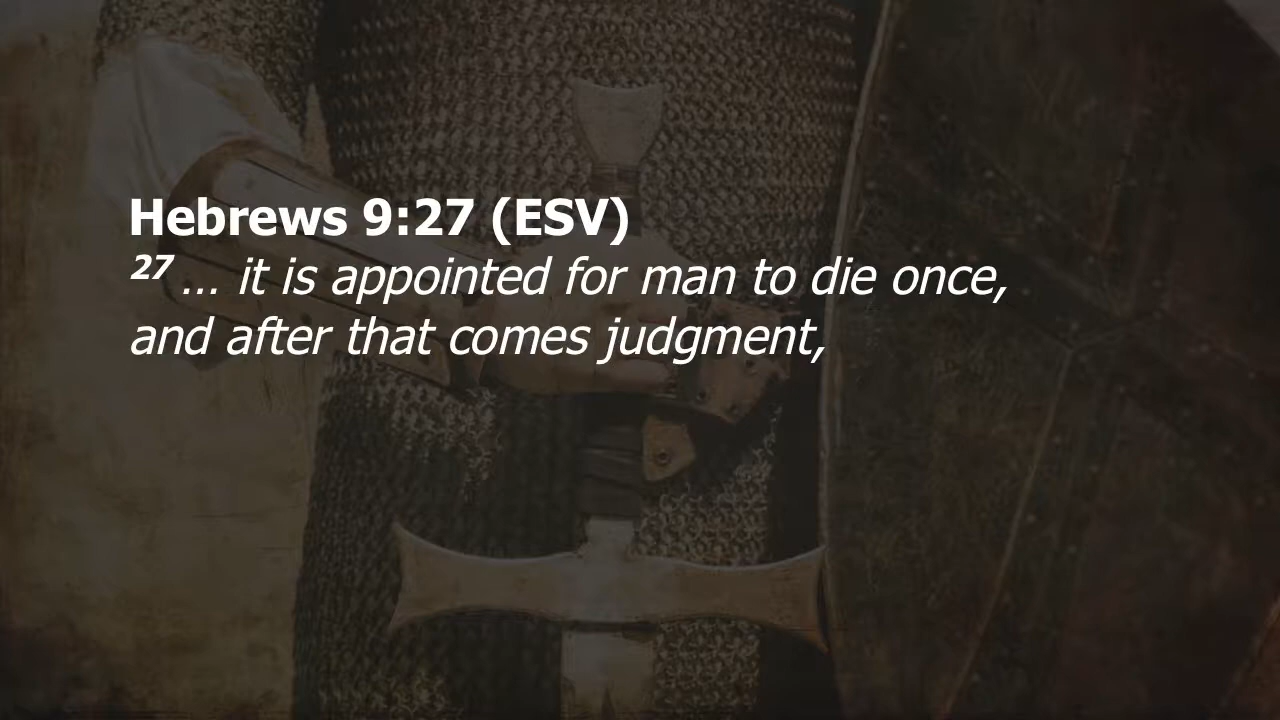 Hebrews 9:27 (ESV)
27 … it is appointed for man to die once,
and after that comes judgment,